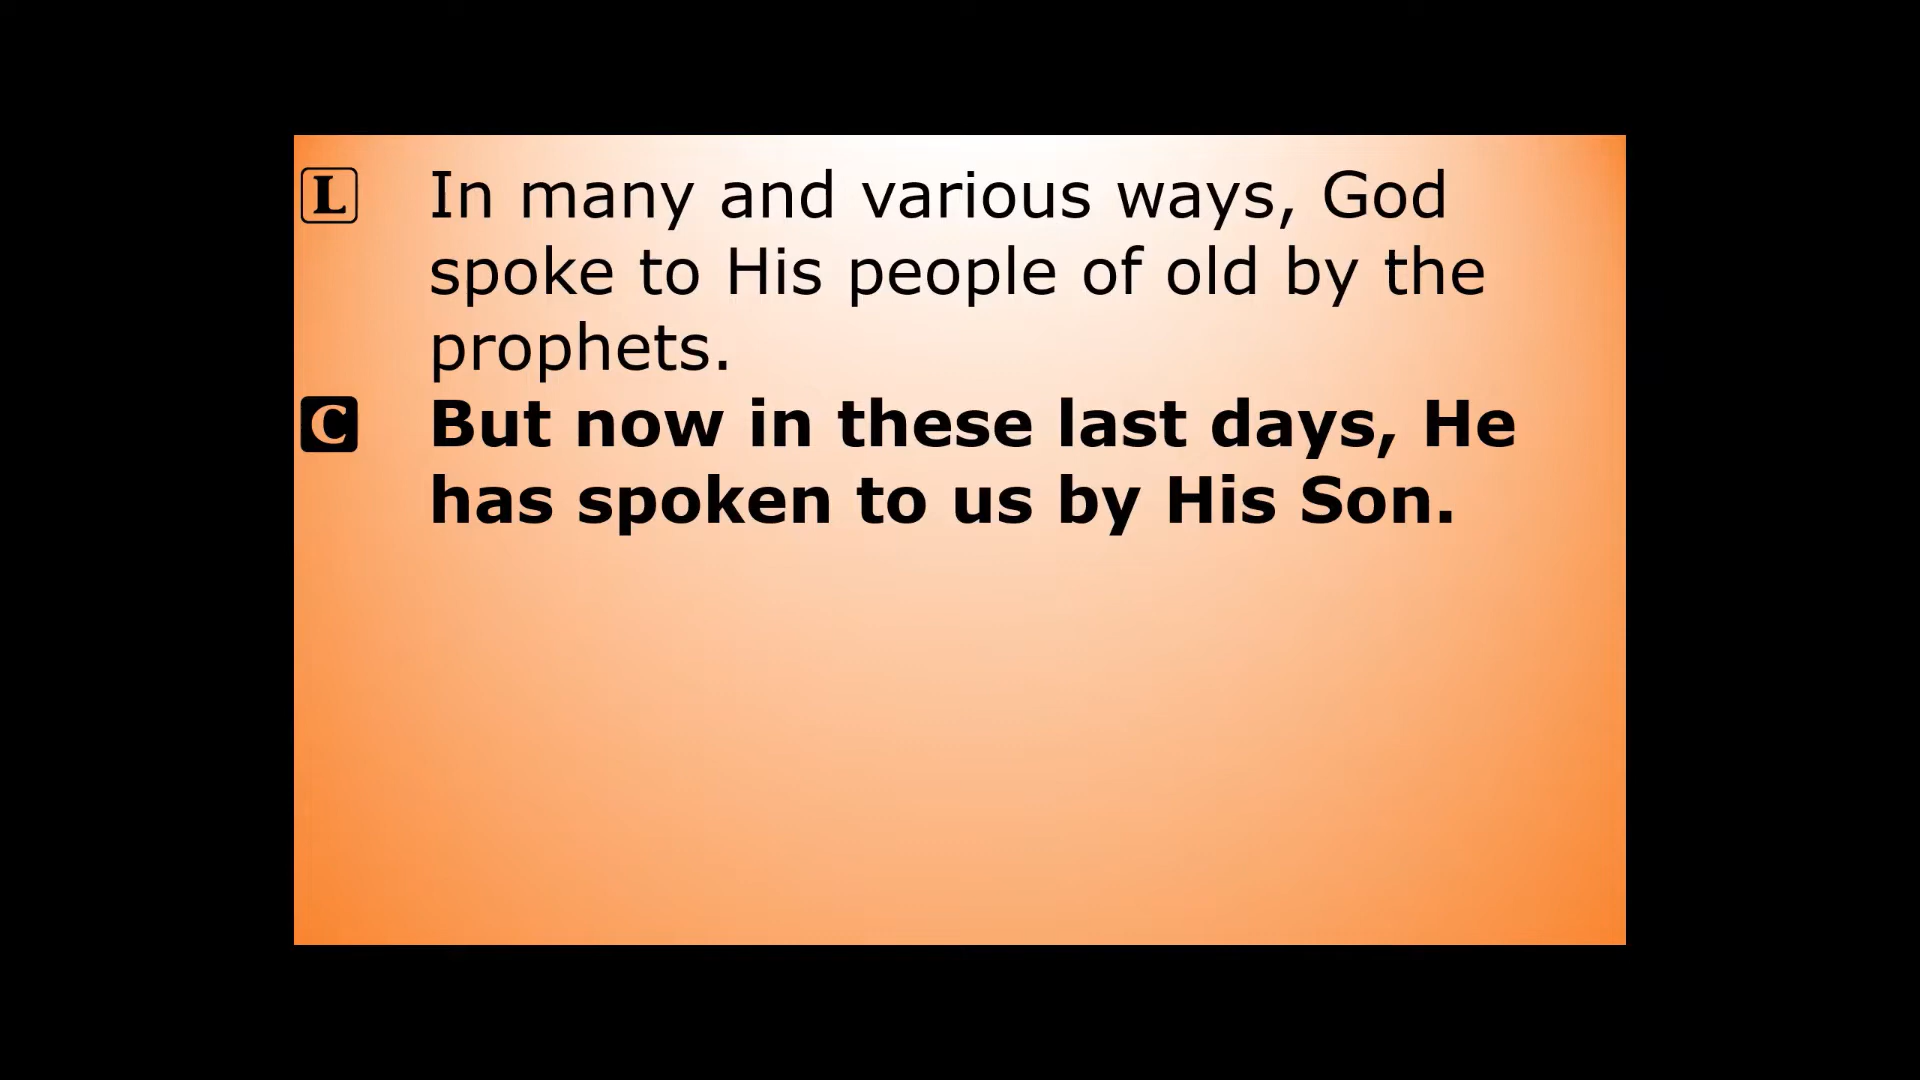 L In many and various ways, God
spoke to His people of old by the
prophets.
C But now in these last days, He
has spoken to us by His Son.